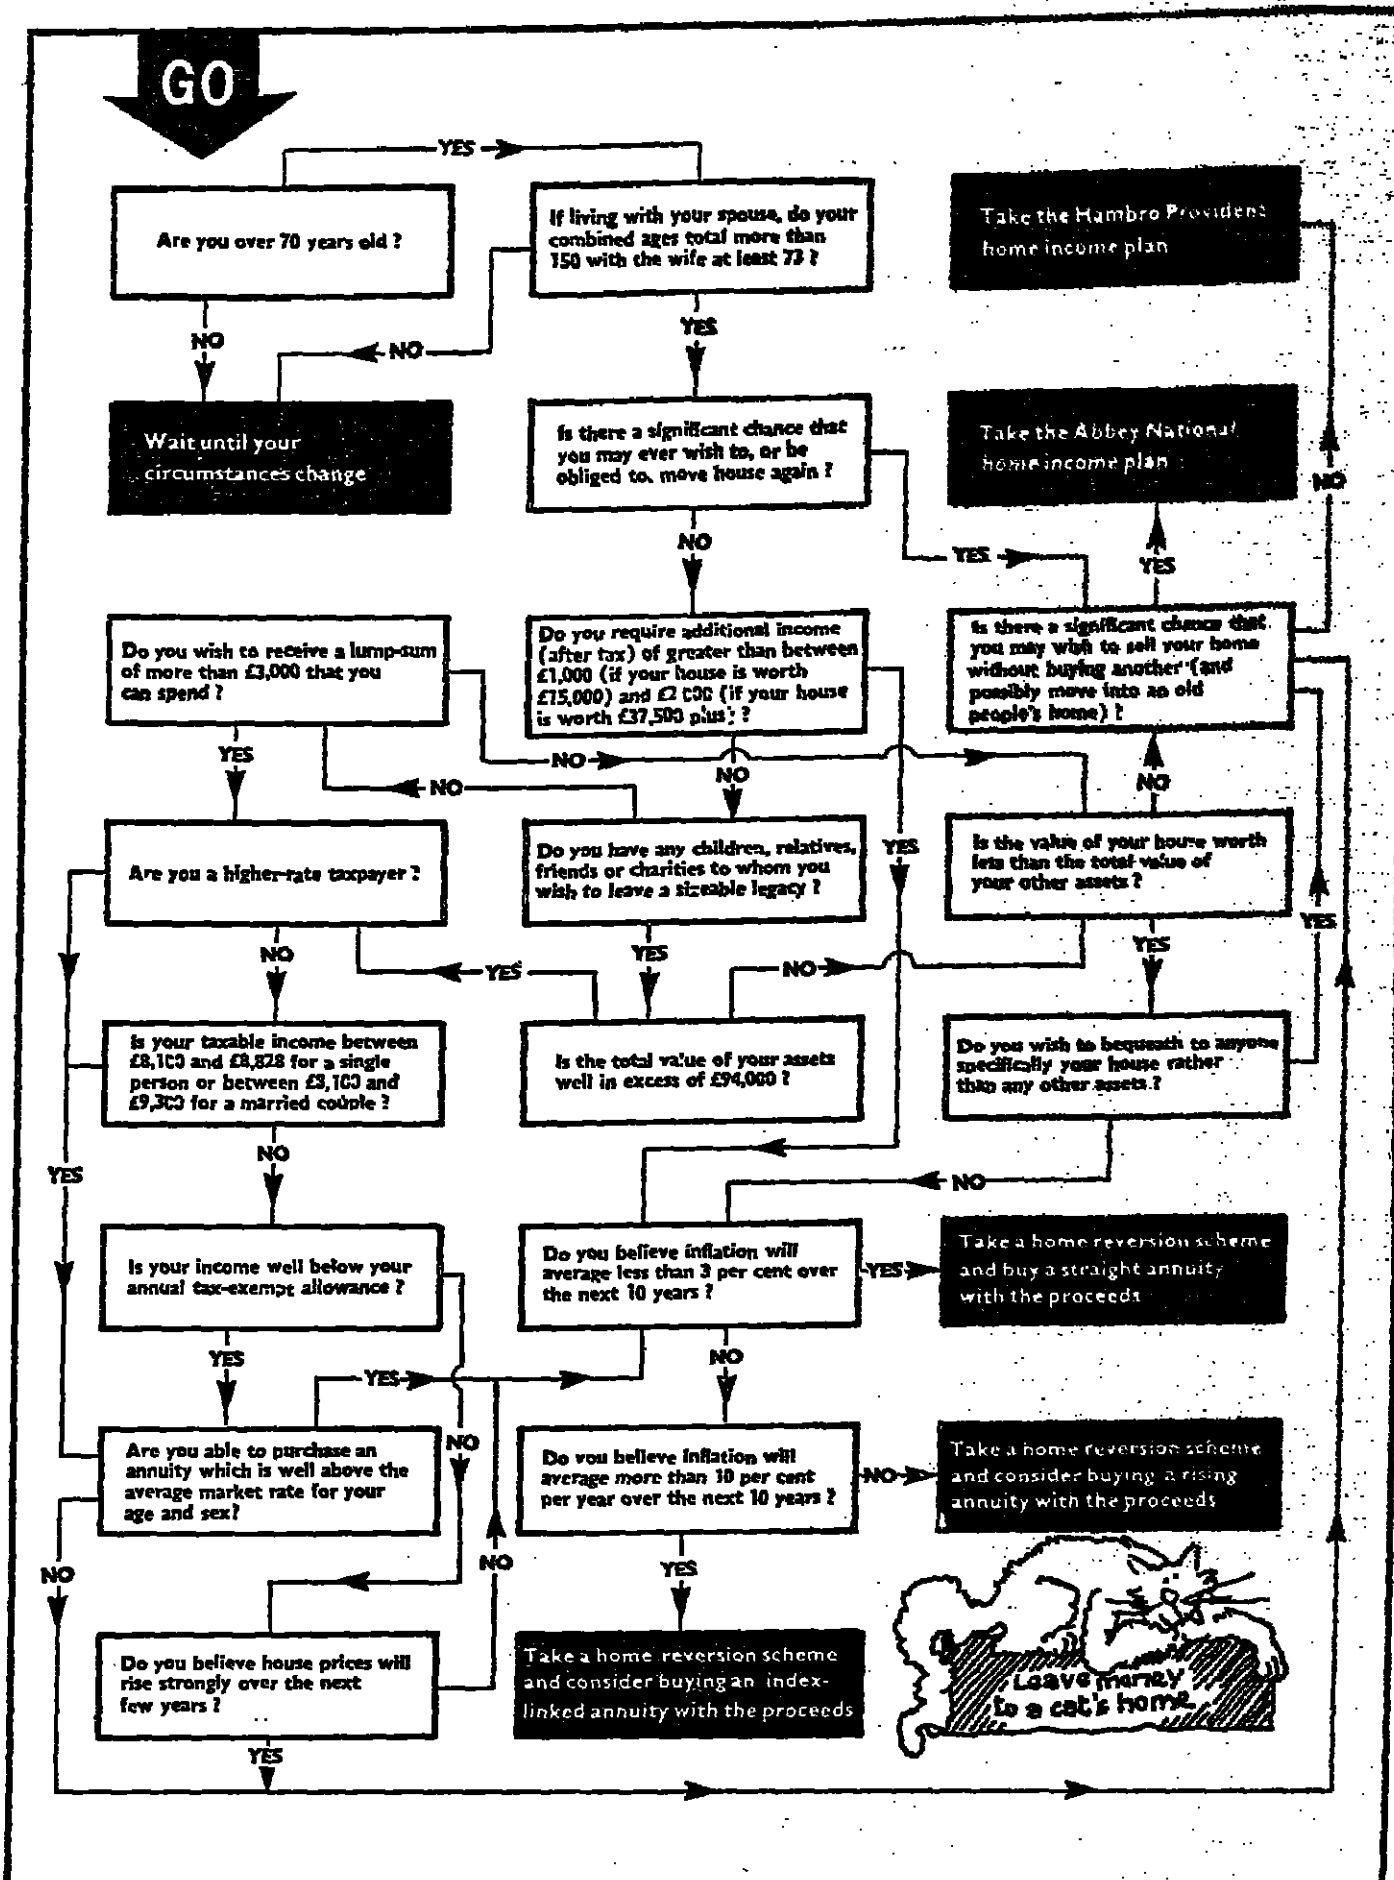 GO
YES
Are you over 70 years old ?
If living with your spouse, do your
combined ages total more than
150 with the wife at least 73 ?
Take the Hambro Provident
home income plan
NO
NO
YES
Wait until your
circumstances change
Is there a significant chance that
you may ever wish to, or be
obliged to, move house again ?
Take the Abbey National
home income plan
NO
NO
YES
YES
Do you wish to receive a lump-sum
of more than £3,000 that you
can spend ?
Do you require additional income
(after tax) of greater than between
£1,000 (if your house is worth
£15,000) and £2 000 (if your house
is worth £37,500 plus) ?
Is there a significant chance that
you may wish to sell your home
without buying another (and
possibly move into an old
people's home) ?
YES
NO
NO
NO
NO
Are you a higher-rate taxpayer ?
Do you have any children, relatives,
friends or charities to whom you
wish to leave a sizeable legacy ?
YES
Is the value of your house worth
less than the total value of
your other assets ?
NO
YES
YES
NO
YES
YES
Is your taxable income between
£8,100 and £8,828 for a single
person or between £8,100 and
£9,300 for a married couple ?
Is the total value of your assets
well in excess of £94,000 ?
Do you wish to bequeath to anyone
specifically your house rather
than any other assets ?
YES
NO
NO
Is your income well below your
annual tax-exempt allowance ?
Do you believe inflation will
average less than 3 per cent over
the next 10 years ?
YES
Take a home reversion scheme
and buy a straight annuity
with the proceeds
YES
YES
NO
Are you able to purchase an
annuity which is well above the
average market rate for your
age and sex?
NO
Do you believe inflation will
average more than 10 per cent
per year over the next 10 years ?
NO
Take a home reversion scheme
and consider buying a rising
annuity with the proceeds
NO
NO
YES
Do you believe house prices will
rise strongly over the next
few years ?
Take a home reversion scheme
and consider buying an index-
linked annuity with the proceeds
Leave money
to a cat's home
YES